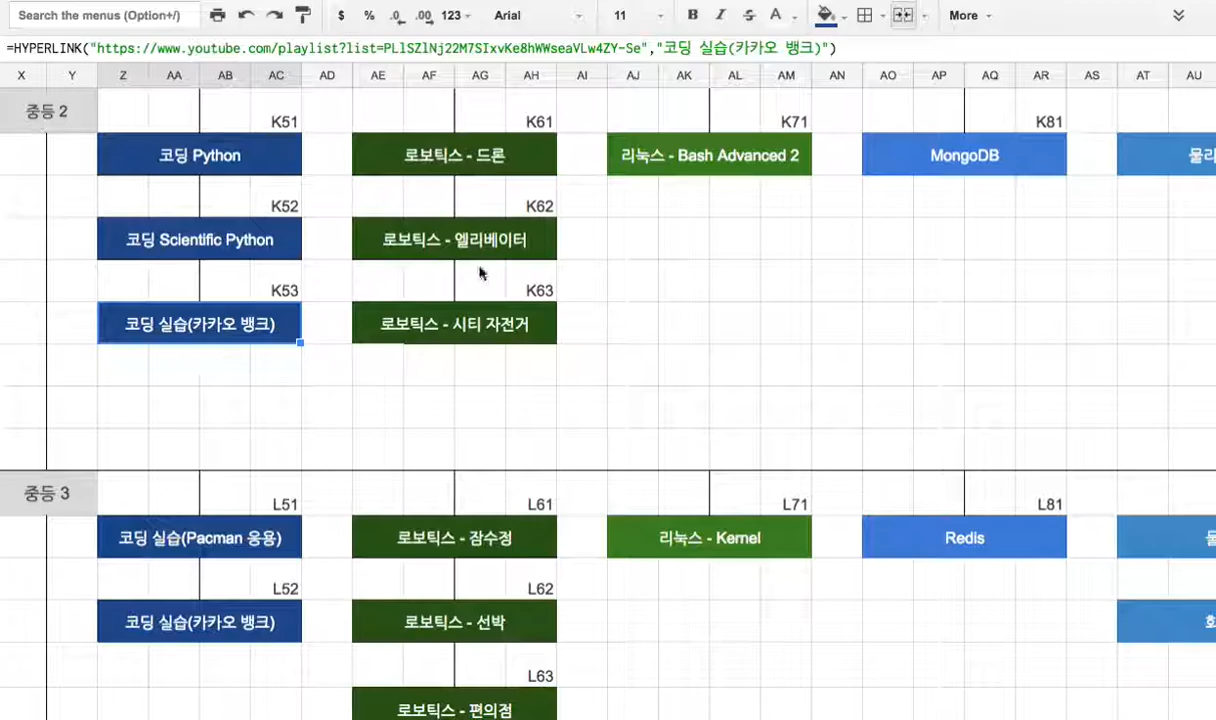 Search the menus (Option+/) $ % .0 .00 123 Arial 11 B I S A More
=HYPERLINK("https://www.youtube.com/playlist?list=PLlSZlNj22M7SIxvKe8hWWseaVLw4ZY-Se","코딩 실습(카카오 뱅크)")
X Y Z AA AB AC AD AE AF AG AH AI AJ AK AL AM AN AO AP AQ AR AS AT AU
중등 2
K51 K61 K71 K81
코딩 Python 로보틱스 - 드론 리눅스 - Bash Advanced 2 MongoDB 물리
K52 K62
코딩 Scientific Python 로보틱스 - 엘리베이터
K53 K63
코딩 실습(카카오 뱅크) 로보틱스 - 시티 자전거
중등 3
L51 L61 L71 L81
코딩 실습(Pacman 응용) 로보틱스 - 잠수정 리눅스 - Kernel Redis
L52 L62
코딩 실습(카카오 뱅크) 로보틱스 - 선박
L63
로보틱스 - 편의점